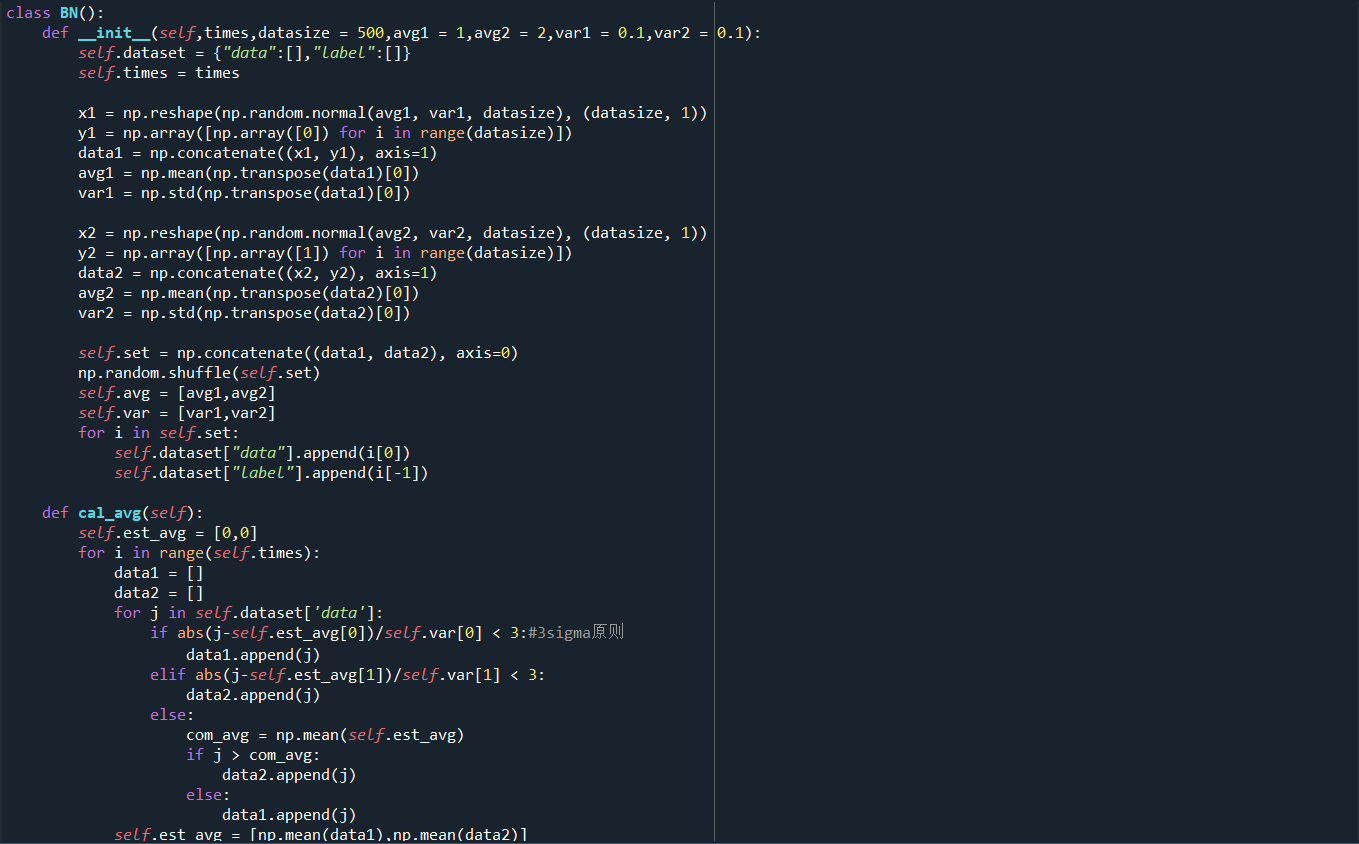 class BN():
    def __init__(self,times,datasize = 500,avg1 = 1,avg2 = 2,var1 = 0.1,var2 = 0.1):
        self.dataset = {"data":[],"label":[]}
        self.times = times
        x1 = np.reshape(np.random.normal(avg1, var1, datasize), (datasize, 1))
        y1 = np.array([np.array([0]) for i in range(datasize)])
        data1 = np.concatenate((x1, y1), axis=1)
        avg1 = np.mean(np.transpose(data1)[0])
        var1 = np.std(np.transpose(data1)[0])
        x2 = np.reshape(np.random.normal(avg2, var2, datasize), (datasize, 1))
        y2 = np.array([np.array([1]) for i in range(datasize)])
        data2 = np.concatenate((x2, y2), axis=1)
        avg2 = np.mean(np.transpose(data2)[0])
        var2 = np.std(np.transpose(data2)[0])
        self.set = np.concatenate((data1, data2), axis=0)
        np.random.shuffle(self.set)
        self.avg = [avg1,avg2]
        self.var = [var1,var2]
        for i in self.set:
            self.dataset["data"].append(i[0])
            self.dataset["label"].append(i[-1])
    def cal_avg(self):
        self.est_avg = [0,0]
        for i in range(self.times):
            data1 = []
            data2 = []
            for j in self.dataset['data']:
                if abs(j-self.est_avg[0])/self.var[0] < 3:#3sigma原则
                    data1.append(j)
                elif abs(j-self.est_avg[1])/self.var[1] < 3:
                    data2.append(j)
                else:
                    com_avg = np.mean(self.est_avg)
                    if j > com_avg:
                        data2.append(j)
                    else:
                        data1.append(j)
            self.est_avg = [np.mean(data1),np.mean(data2)]